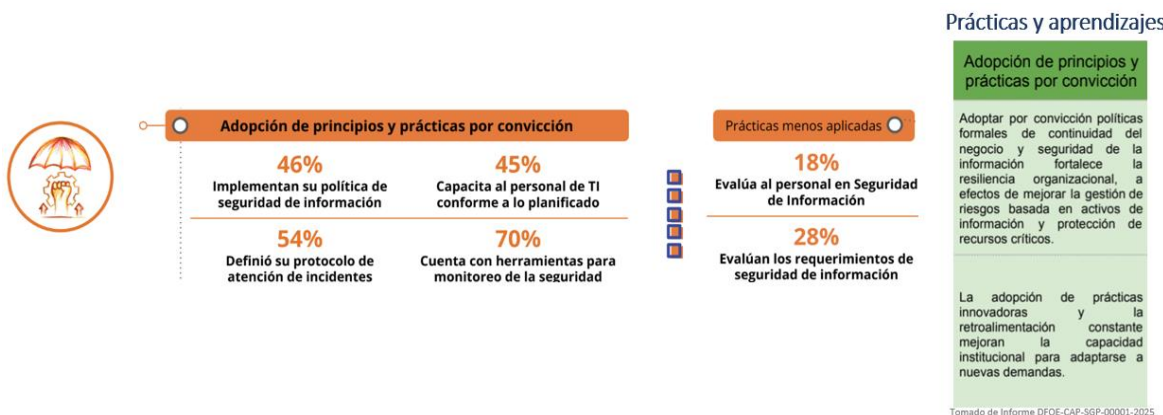 Prácticas y aprendizajes
Adopción de principios y prácticas por convicción
46%
Implementan su política de
seguridad de información
45%
Capacita al personal de TI
conforme a lo planificado
54%
Definió su protocolo de
atención de incidentes
70%
Cuenta con herramientas para
monitoreo de la seguridad
Prácticas menos aplicadas
18%
Evalúa al personal en Seguridad
de Información
28%
Evalúan los requerimientos de
seguridad de información
Adopción de principios y
prácticas por convicción
Adoptar por convicción políticas
formales de continuidad del
negocio y seguridad de la
información fortalece la
resiliencia organizacional, a
efectos de mejorar la gestión de
riesgos basada en activos de
información y protección de
recursos críticos.
La adopción de prácticas
innovadoras y la
retroalimentación constante
mejoran la capacidad
institucional para adaptarse a
nuevas demandas.
Tomado de Informe DFOE-CAP-SGP-00001-2025